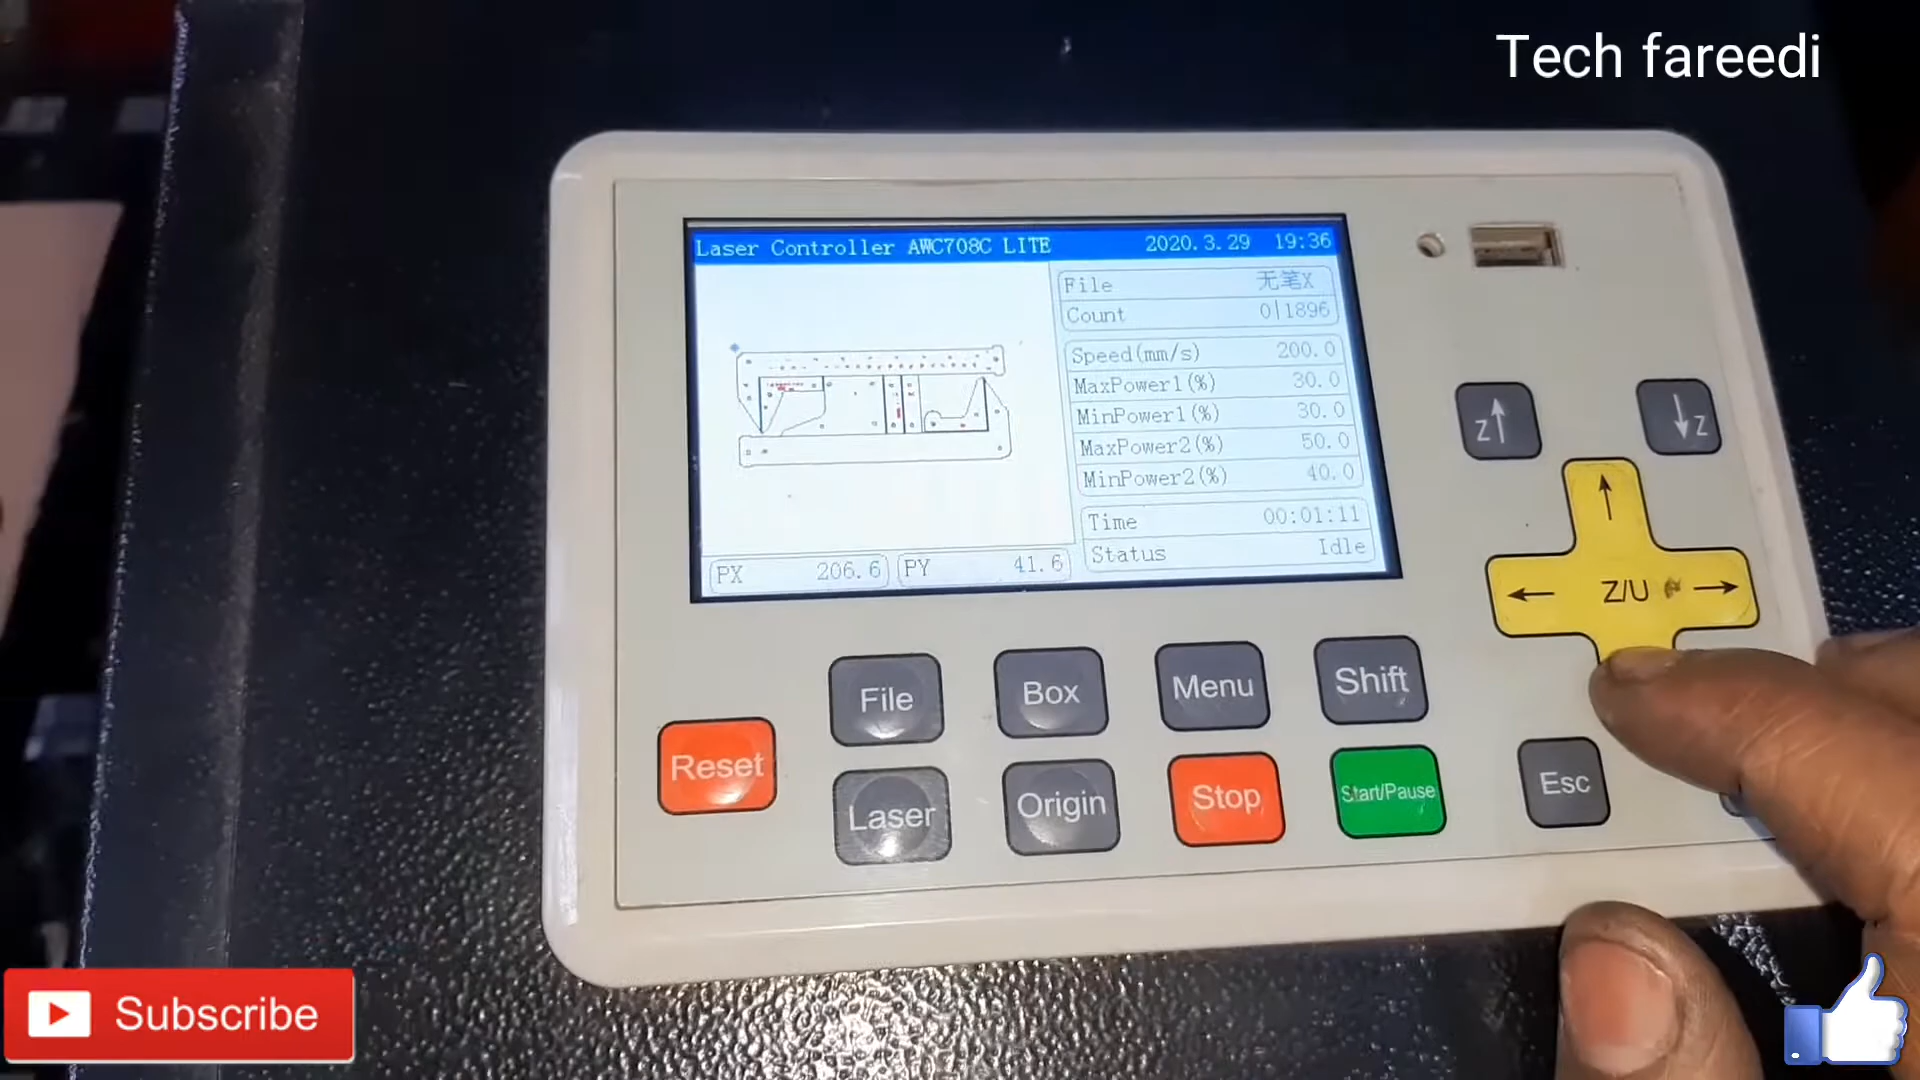 Tech fareedi
Laser Controller AWC708C LITE 2020.3.29 19:36
File 无笔X
Count 0|1896
Speed(mm/s) 200.0
MaxPower1(%) 30.0
MinPower1(%) 30.0
MaxPower2(%) 50.0
MinPower2(%) 40.0
Time 00:01:11
Status Idle
PX 206.6 PY 41.6
Z
Z
Z/U
File
Box
Menu
Shift
Reset
Laser
Origin
Stop
Start/Pause
Esc
Subscribe